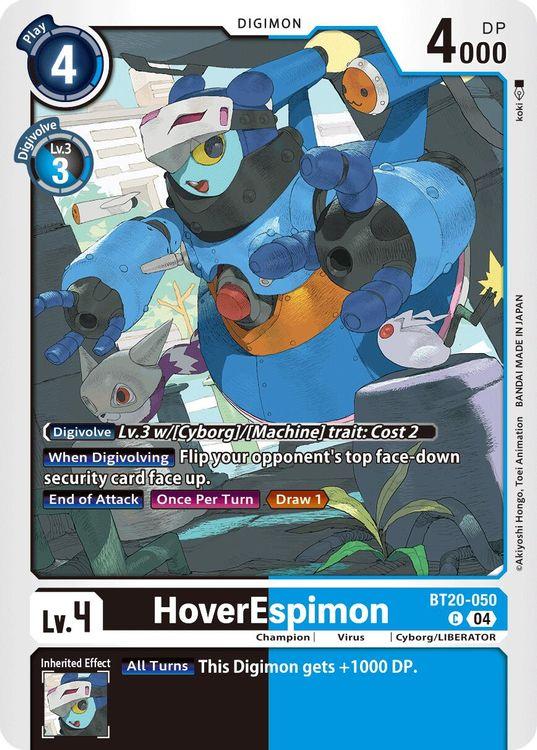 Play
4
DIGIMON
DP
4000
Digivolve
Lv.3
3
koki
Digivolve Lv.3 w/[Cyborg]/[Machine] trait: Cost 2
When Digivolving Flip your opponent's top face-down
security card face up.
End of Attack Once Per Turn Draw 1
©Akiyoshi Hongo, Toei Animation BANDAI MADE IN JAPAN
Lv.4
HoverEspimon
BT20-050
C 04
Champion | Virus | Cyborg/LIBERATOR
Inherited Effect
All Turns This Digimon gets +1000 DP.